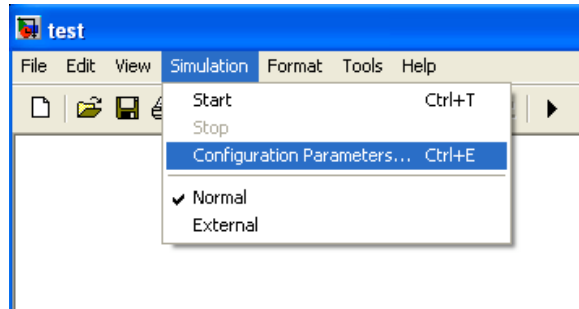 test
File Edit View Simulation Format Tools Help
Start Ctrl+T
Stop
Configuration Parameters... Ctrl+E
Normal
External